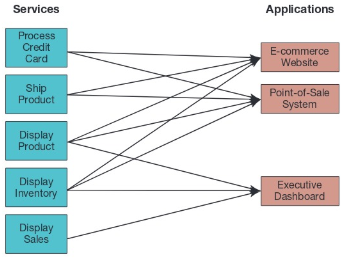 Services
Applications
Process
Credit
Card
Ship
Product
Display
Product
Display
Inventory
Display
Sales
E-commerce
Website
Point-of-Sale
System
Executive
Dashboard